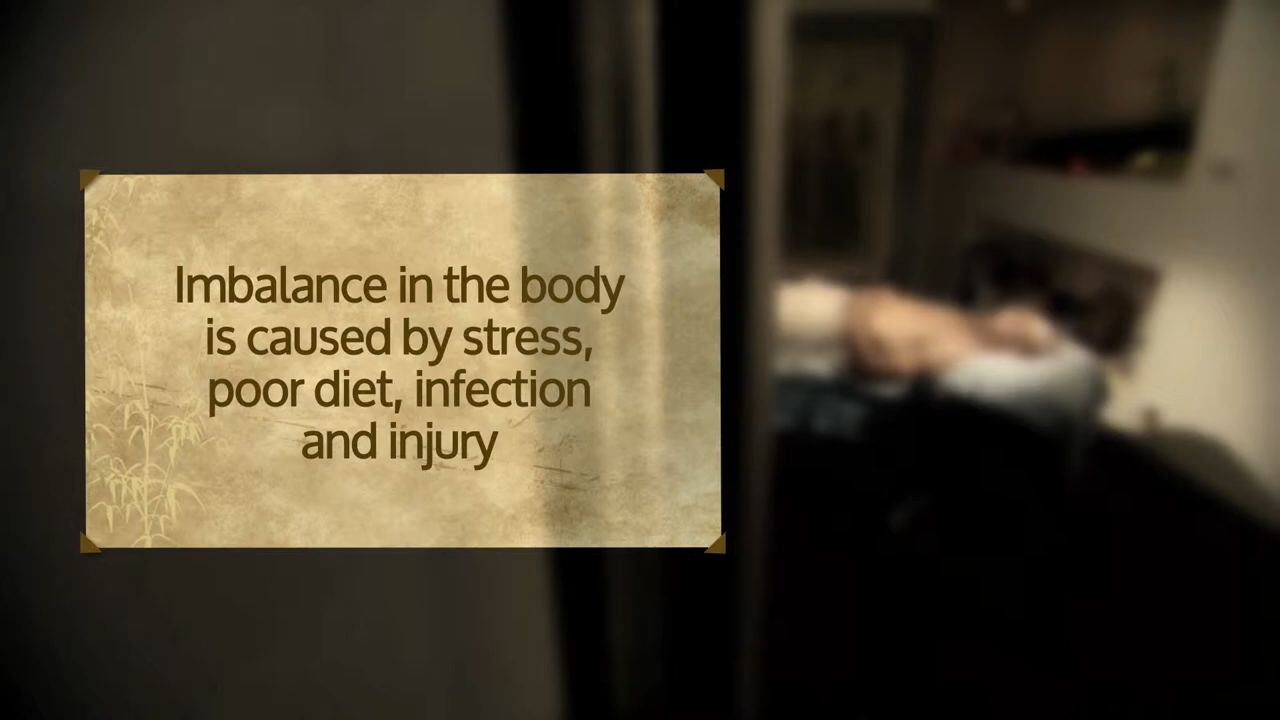 Imbalance in the body
is caused by stress,
poor diet, infection
and injury